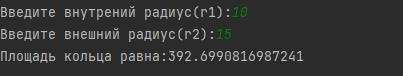 Введите внутрений радиус(r1):10
Введите внешний радиус(r2):15
Площадь кольца равна:392.6990816987241